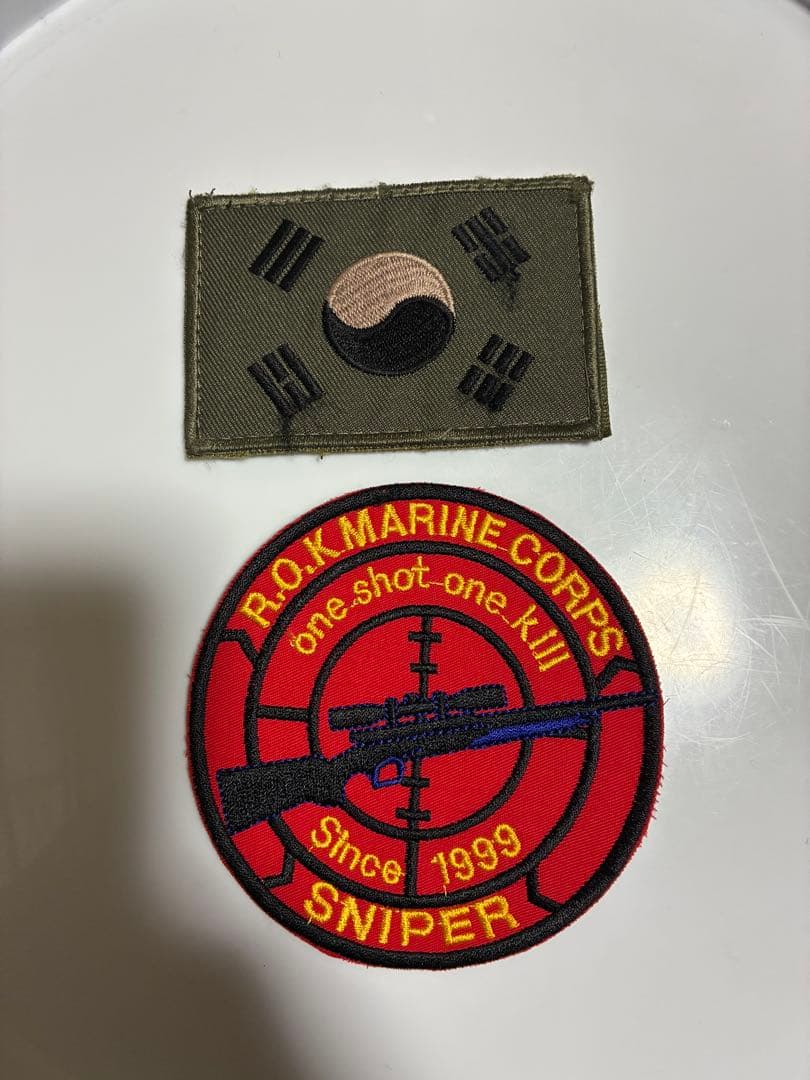 R.O.K MARINE CORPS
one shot one kill
Since 1999
SNIPER